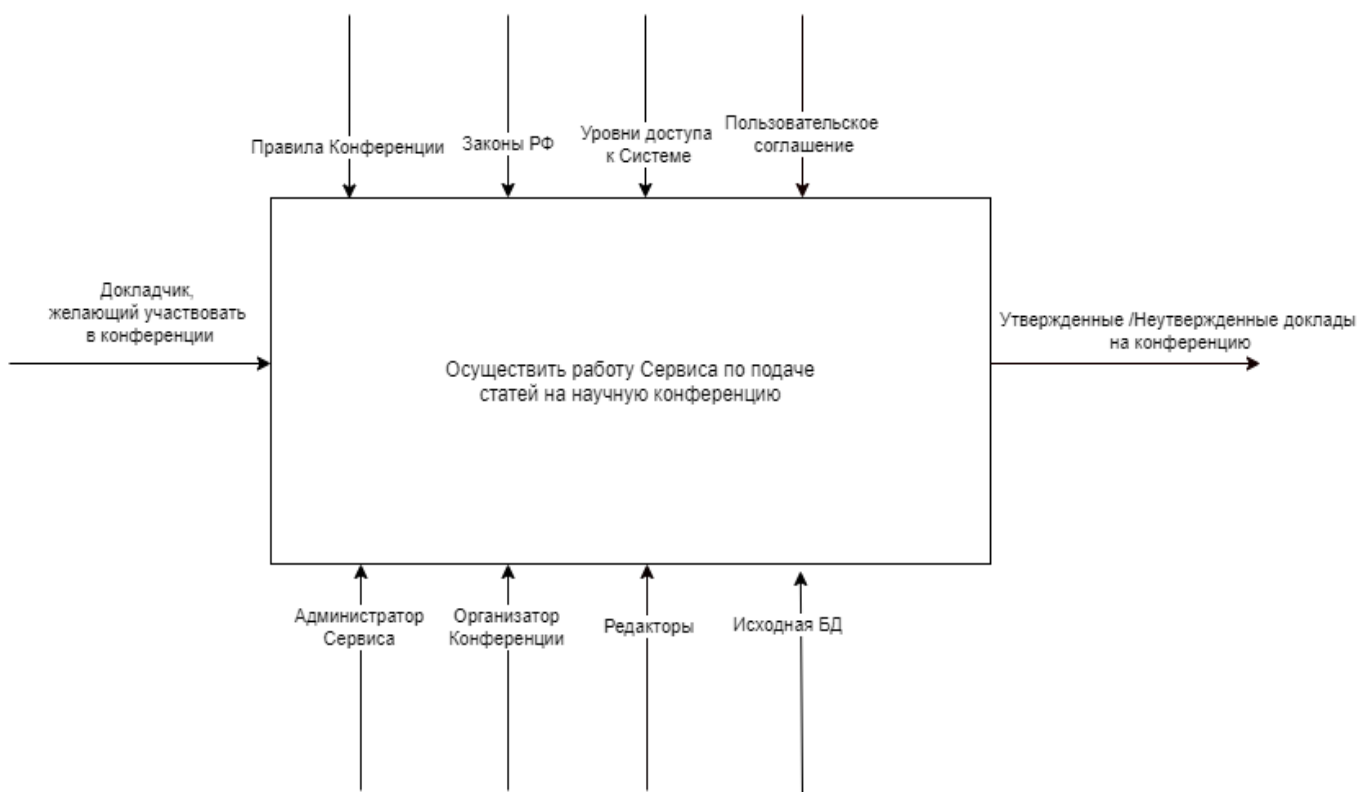 Правила Конференции
Законы РФ
Уровни доступа
к Системе
Пользовательское
соглашение
Докладчик,
желающий участвовать
в конференции
Осуществить работу Сервиса по подаче
статей на научную конференцию
Утвержденные /Неутвержденные доклады
на конференцию
Администратор
Сервиса
Организатор
Конференции
Редакторы
Исходная БД